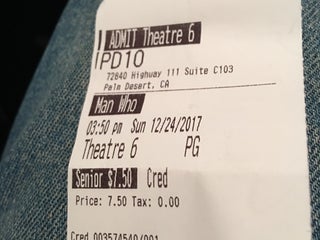 ADMIT Theatre 6
PD10
72840 Highway 111 Suite C103
Palm Desert, CA
Man Who
03:50 pm Sun 12/24/2017
Theatre 6 PG
Senior $7.50 Cred
Price: 7.50 Tax: 0.00
Cred